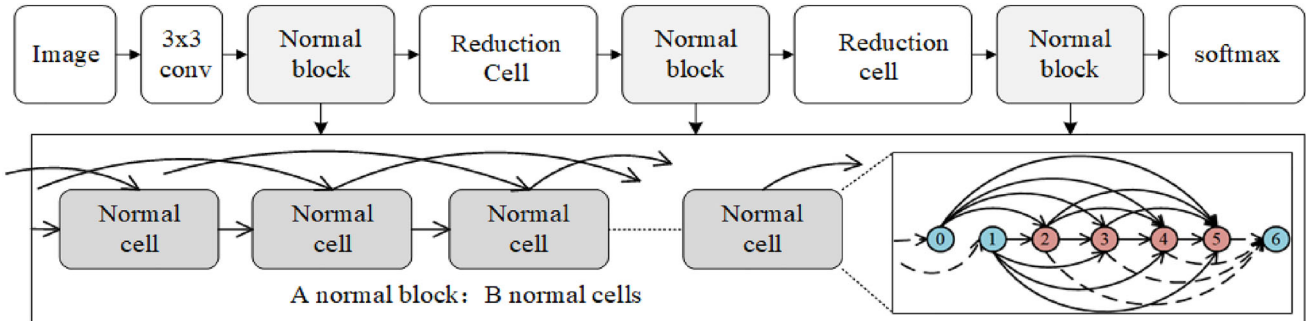 Image
3x3
conv
Normal
block
Reduction
Cell
Normal
block
Reduction
cell
Normal
block
softmax
Normal
cell
Normal
cell
Normal
cell
Normal
cell
0
1
2
3
4
5
6
A normal block：B normal cells